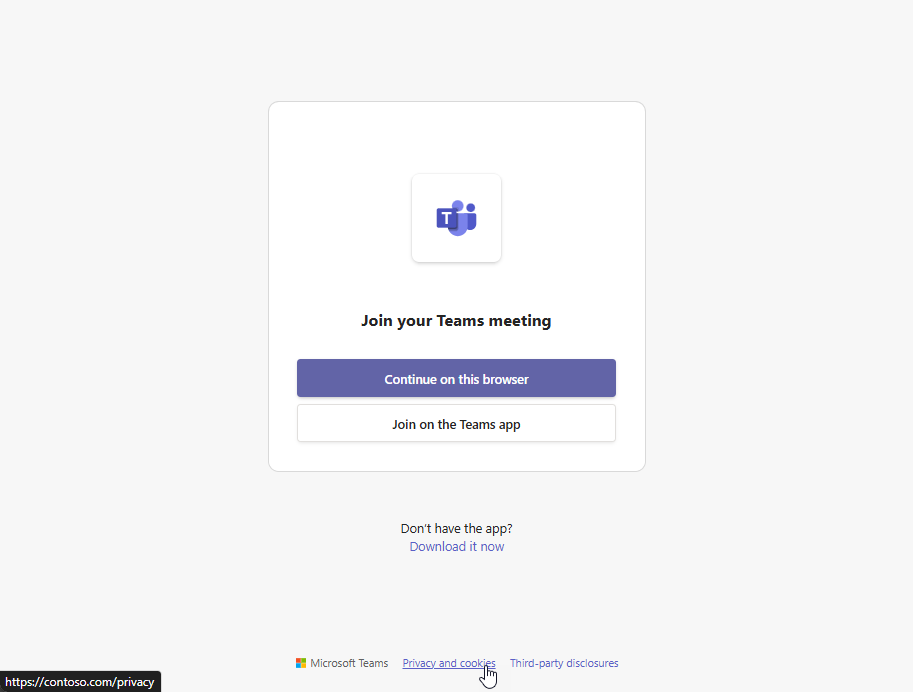 T
Join your Teams meeting
Continue on this browser
Join on the Teams app
Don't have the app?
Download it now
Microsoft Teams Privacy and cookies Third-party disclosures
https://contoso.com/privacy